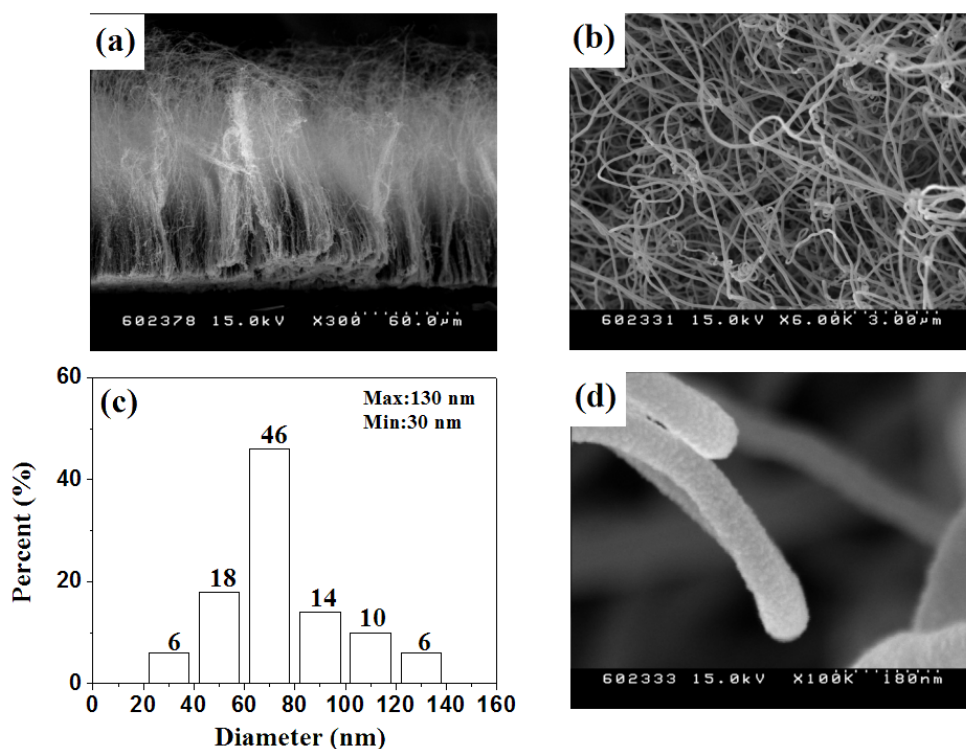 (a)
602378 15.0kV X300 60.0μm
(b)
602331 15.0kV X6.00K 3.00μm
(c)
Max:130 nm
Min:30 nm
60
40
20
0
Percent (%)
6
18
46
14
10
6
0 20 40 60 80 100 120 140 160
Diameter (nm)
(d)
602333 15.0kV X100K 180nm